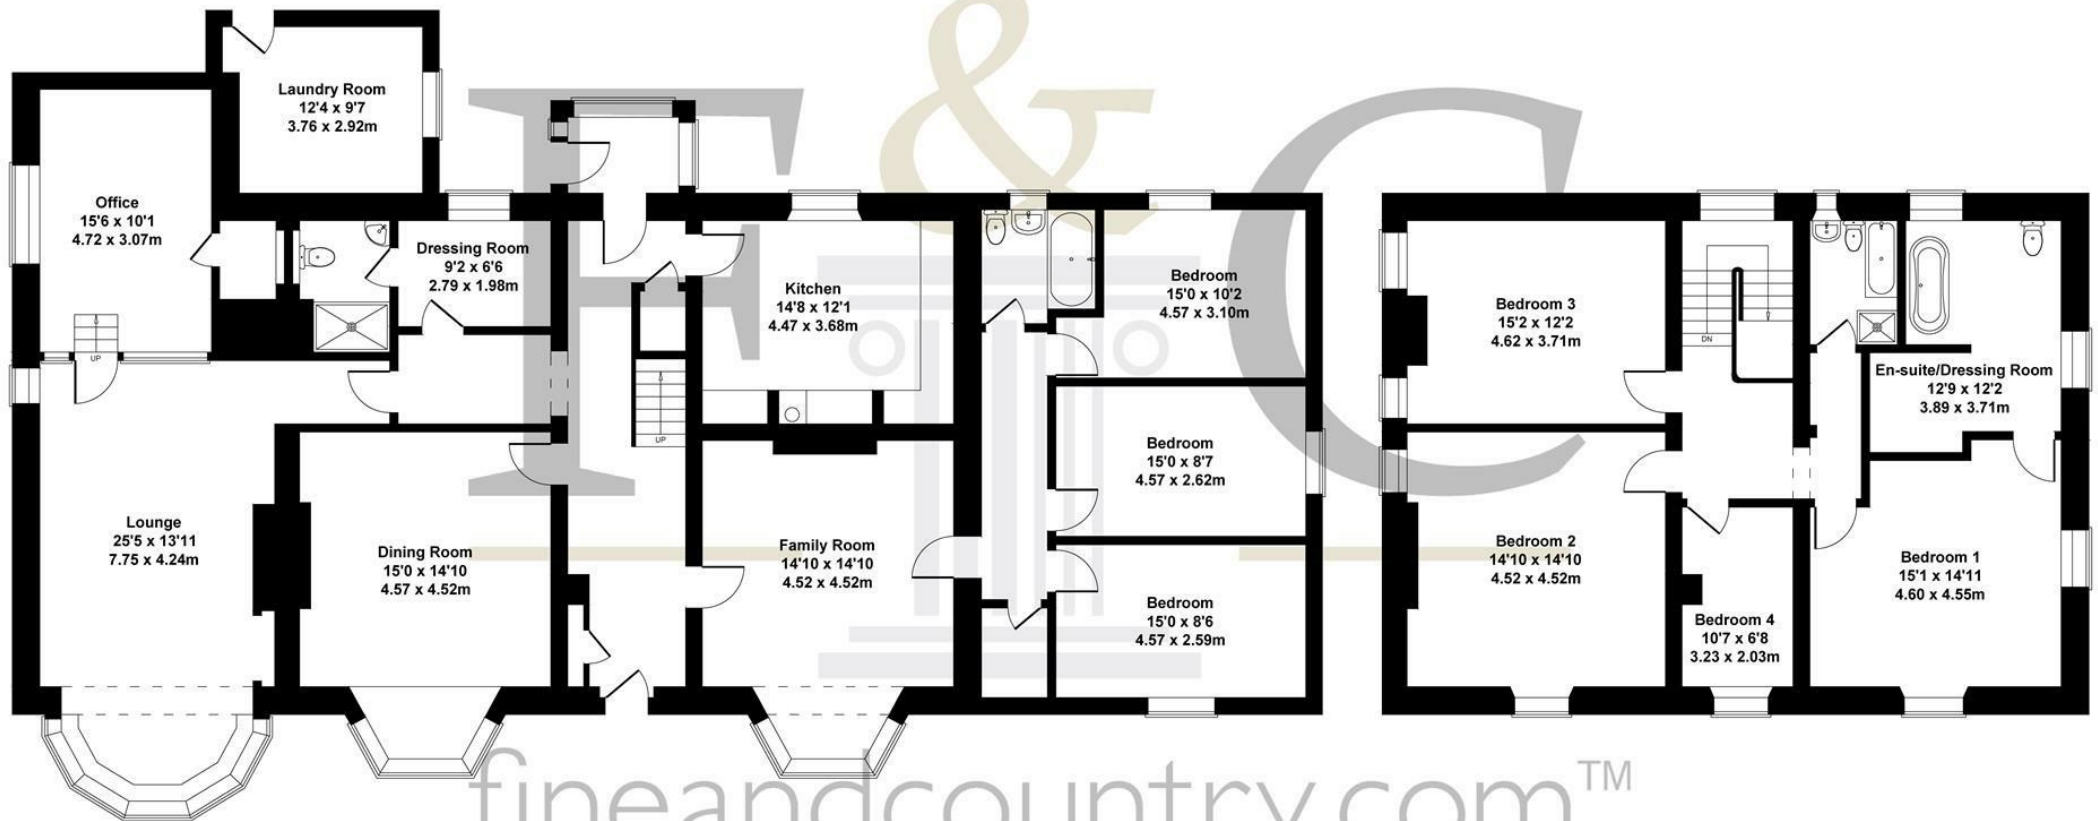 F & C
Laundry Room
12'4 x 9'7
3.76 x 2.92m
Office
15'6 x 10'1
4.72 x 3.07m
UP
Dressing Room
9'2 x 6'6
2.79 x 1.98m
Kitchen
14'8 x 12'1
4.47 x 3.68m
UP
Lounge
25'5 x 13'11
7.75 x 4.24m
Dining Room
15'0 x 14'10
4.57 x 4.52m
Family Room
14'10 x 14'10
4.52 x 4.52m
Bedroom
15'0 x 10'2
4.57 x 3.10m
Bedroom
15'0 x 8'7
4.57 x 2.62m
Bedroom
15'0 x 8'6
4.57 x 2.59m
Bedroom 3
15'2 x 12'2
4.62 x 3.71m
DN
En-suite/Dressing Room
12'9 x 12'2
3.89 x 3.71m
Bedroom 2
14'10 x 14'10
4.52 x 4.52m
Bedroom 4
10'7 x 6'8
3.23 x 2.03m
Bedroom 1
15'1 x 14'11
4.60 x 4.55m
fineandcountry.com™